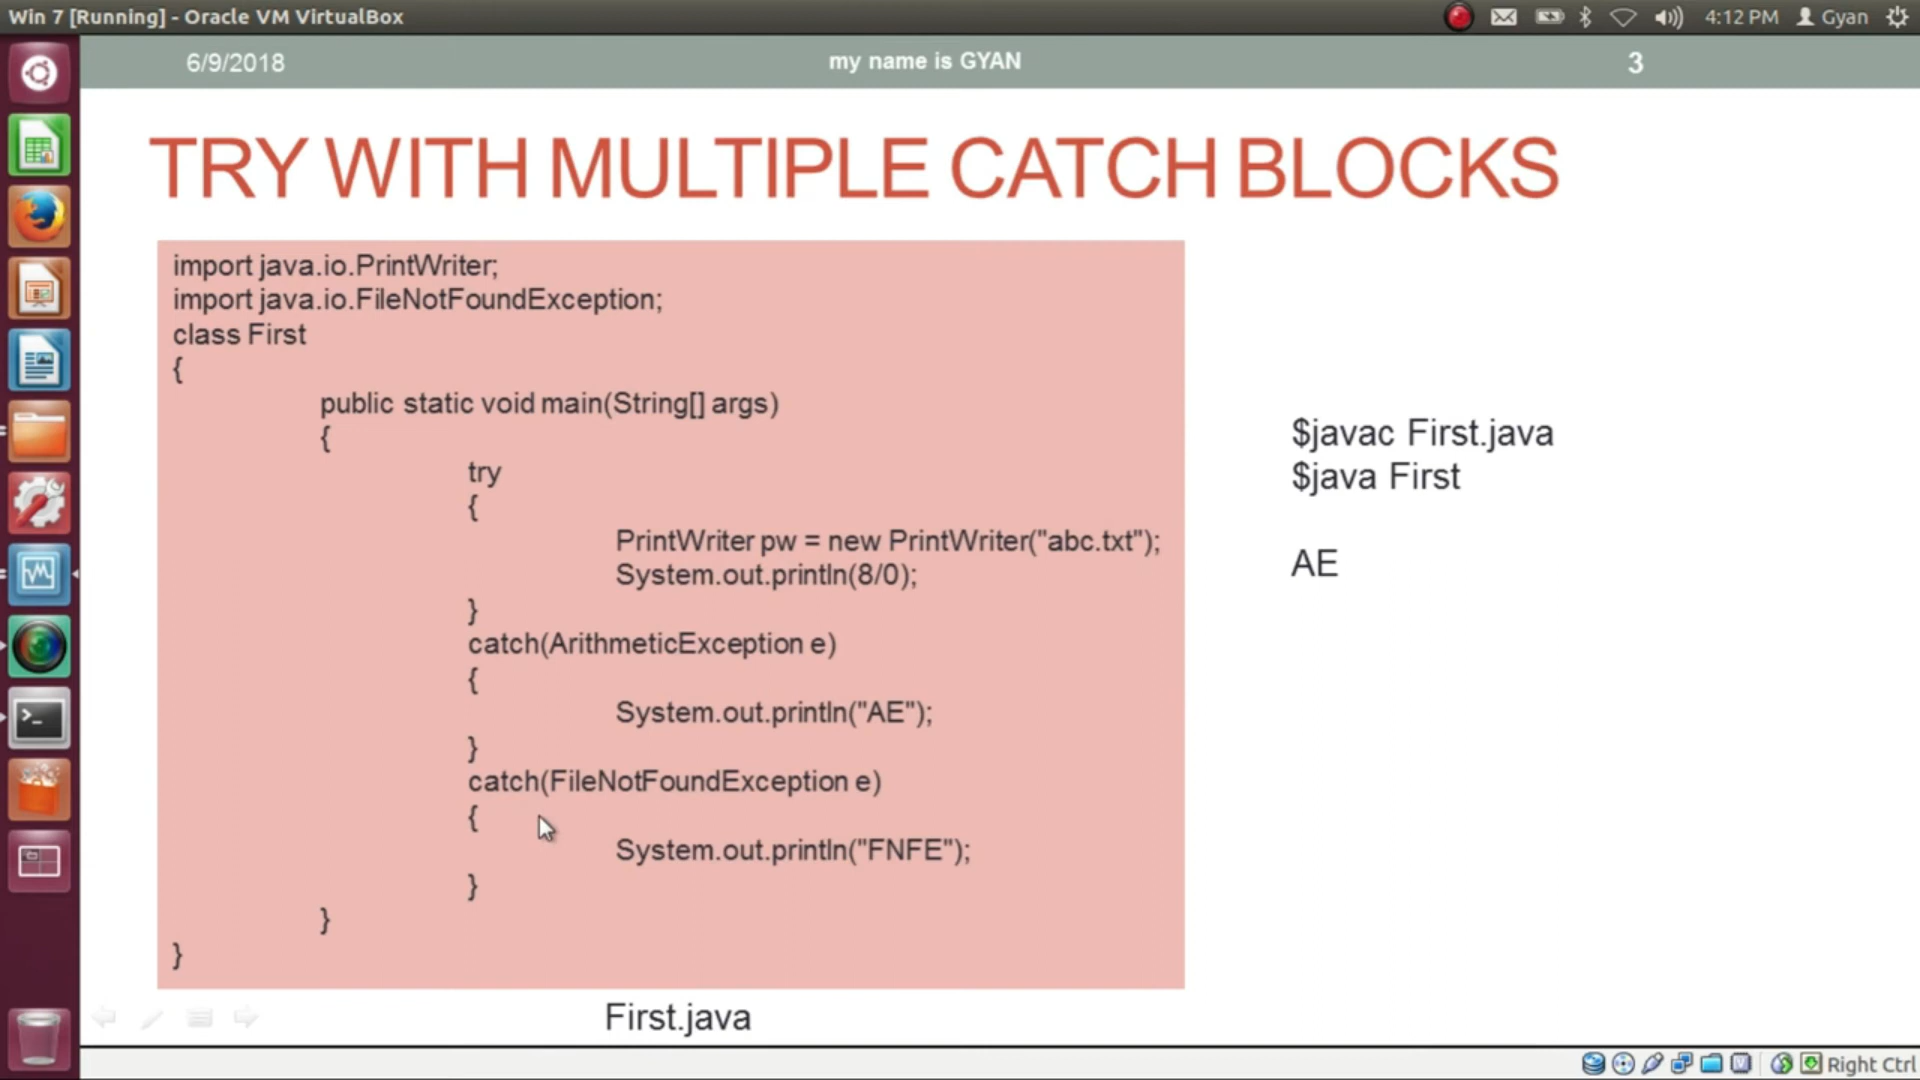 Win 7 [Running] - Oracle VM VirtualBox
4:12 PM Gyan
6/9/2018
my name is GYAN
3
TRY WITH MULTIPLE CATCH BLOCKS
import java.io.PrintWriter;
import java.io.FileNotFoundException;
class First
{
public static void main(String[] args)
{
try
{
PrintWriter pw = new PrintWriter("abc.txt");
System.out.println(8/0);
}
catch(ArithmeticException e)
{
System.out.println("AE");
}
catch(FileNotFoundException e)
{
System.out.println("FNFE");
}
}
}
First.java
$javac First.java
$java First
AE
Right Ctrl